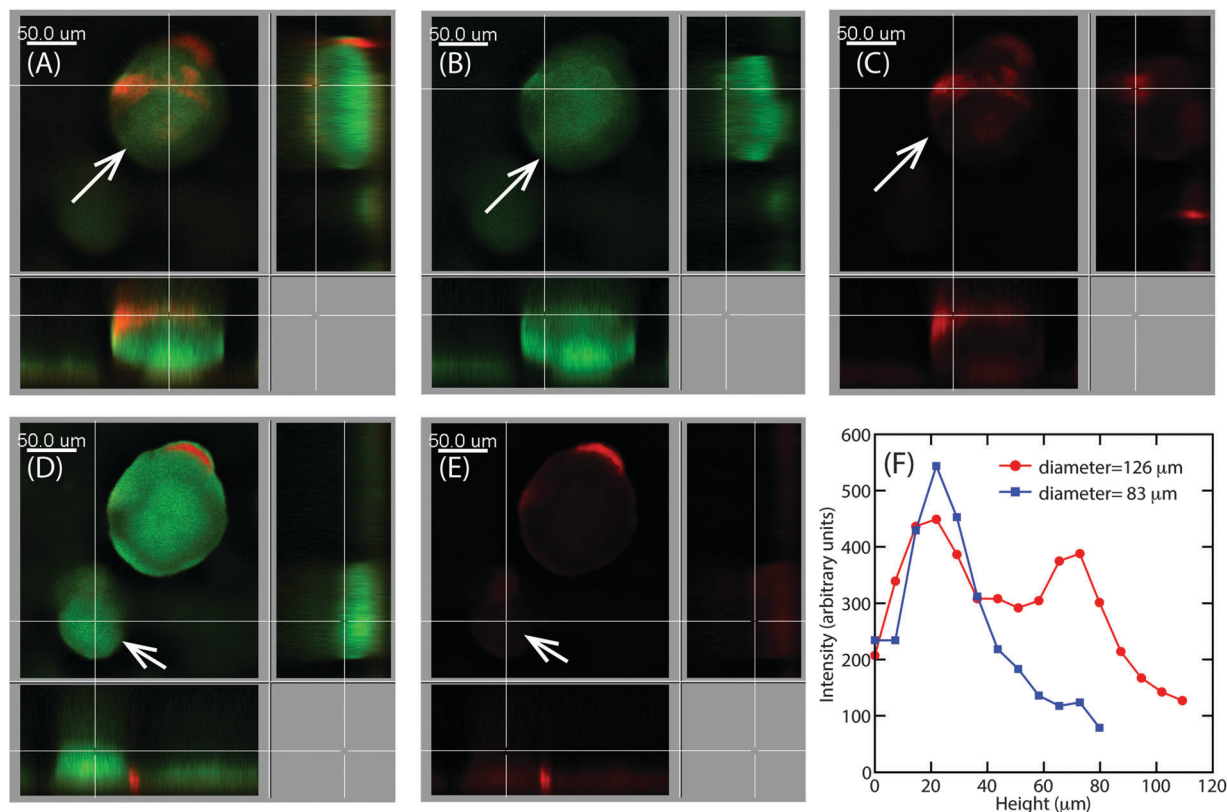 50.0 um
(A)
50.0 um
(B)
50.0 um
(C)
50.0 um
(D)
50.0 um
(E)
(F)
diameter=126 μm
diameter= 83 μm
600
500
400
300
200
100
0
Intensity (arbitrary units)
0 20 40 60 80 100 120
Height (μm)